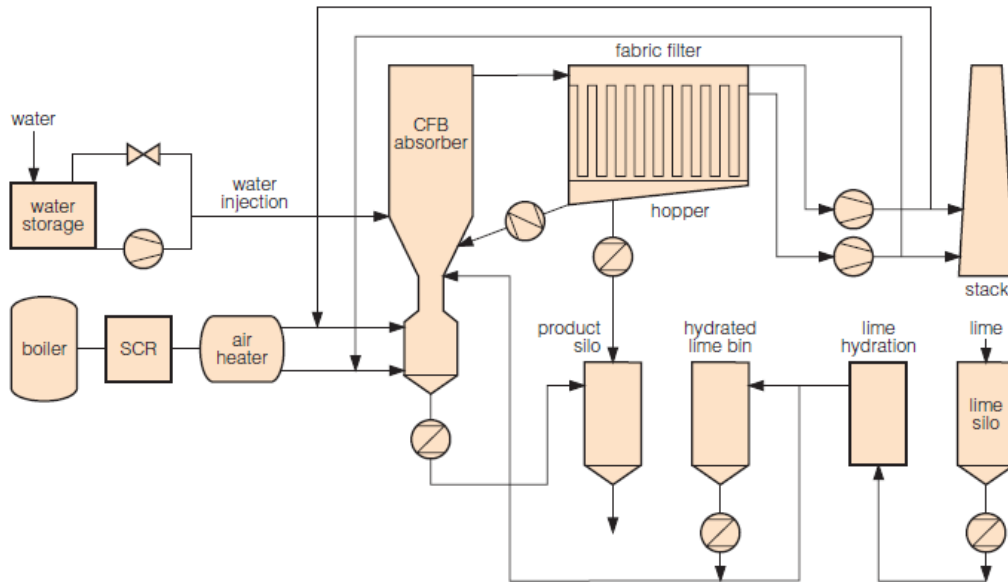 fabric filter
water
CFB
absorber
water
injection
water
storage
hopper
stack
boiler
SCR
air
heater
product
silo
hydrated
lime bin
lime
hydration
lime
lime
silo